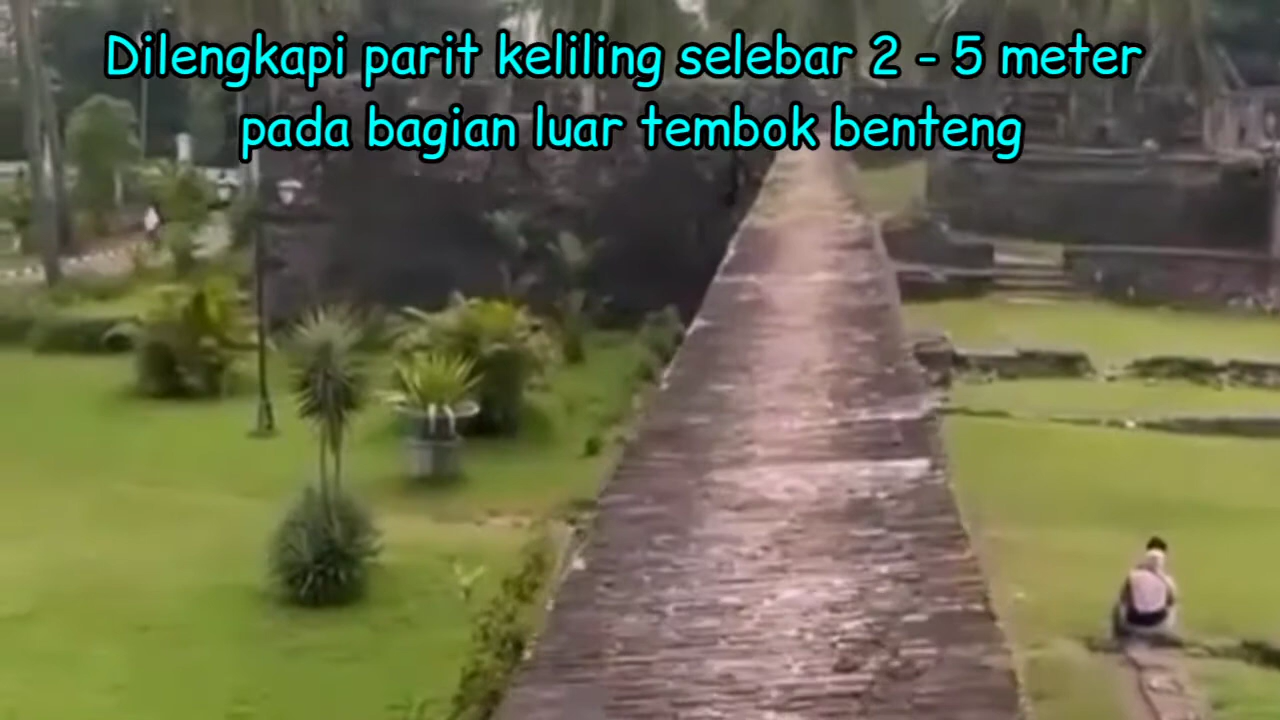 Dilengkapi parit keliling selebar 2 - 5 meter
pada bagian luar tembok benteng